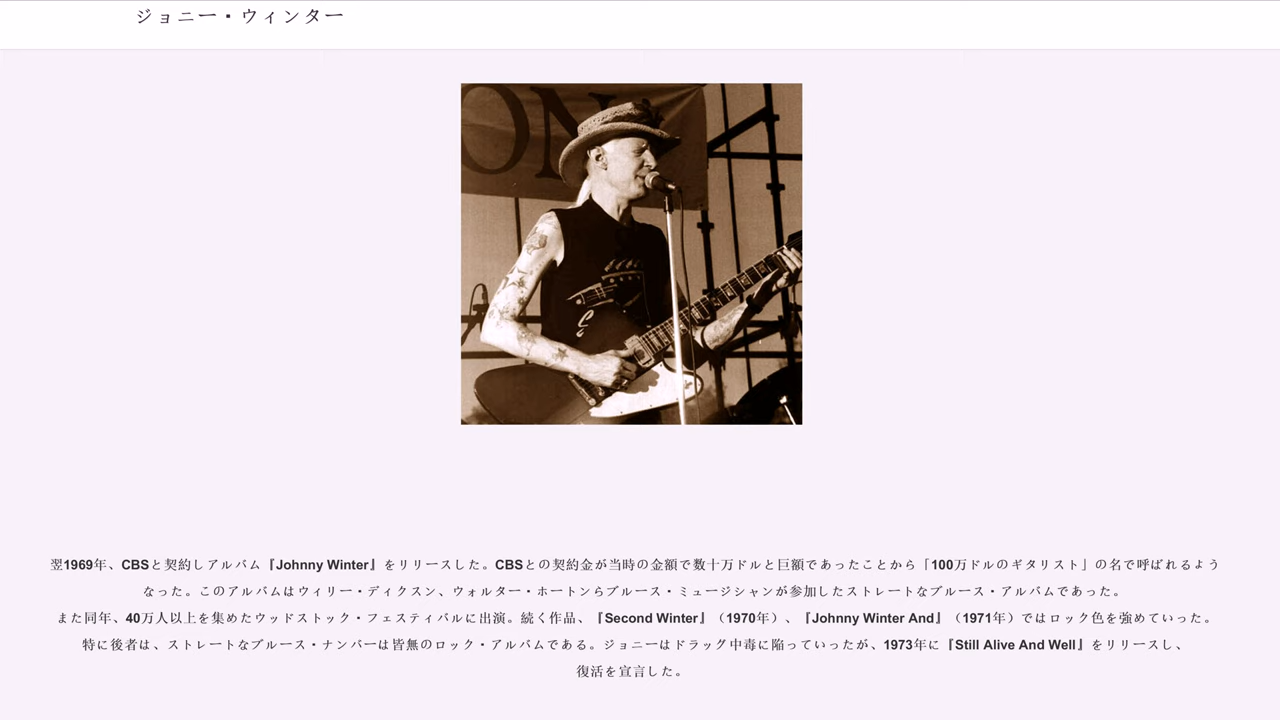 ジョニー・ウィンター
ON
翌1969年、CBSと契約しアルバム『Johnny Winter』をリリースした。CBSとの契約金が当時の金額で数十万ドルと巨額であったことから「100万ドルのギタリスト」の名で呼ばれるよう
なった。このアルバムはウィリー・ディクスン、ウォルター・ホートンらブルース・ミュージシャンが参加したストレートなブルース・アルバムであった。
また同年、40万人以上を集めたウッドストック・フェスティバルに出演。続く作品、『Second Winter』（1970年）、『Johnny Winter And』（1971年）ではロック色を強めていった。
特に後者は、ストレートなブルース・ナンバーは皆無のロック・アルバムである。ジョニーはドラッグ中毒に陥っていったが、1973年に『Still Alive And Well』をリリースし、
復活を宣言した。